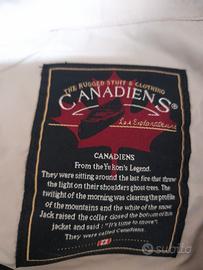 THE RUGGED STUFF & CLOTHING
CANADIENS®
Les Explorateurs
CANADIENS
From the Yukon's Legend.
They were sitting around the last fire that threw
the light on their shoulders ghost trees. The
twilight of the morning was clearing the profile
of the mountains and the white of the snow.
Jack raised the collar closed the bottom of his
jacket and said : "It's time to move".
They were called Canadiens.
subito